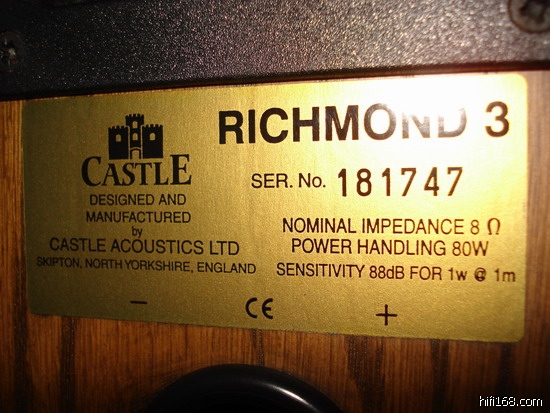 CASTLE
DESIGNED AND
MANUFACTURED
by
CASTLE ACOUSTICS LTD
SKIPTON, NORTH YORKSHIRE, ENGLAND
RICHMOND 3
SER. No. 181747
NOMINAL IMPEDANCE 8 Ω
POWER HANDLING 80W
SENSITIVITY 88dB FOR 1w @ 1m
− CE +
hifi168.com